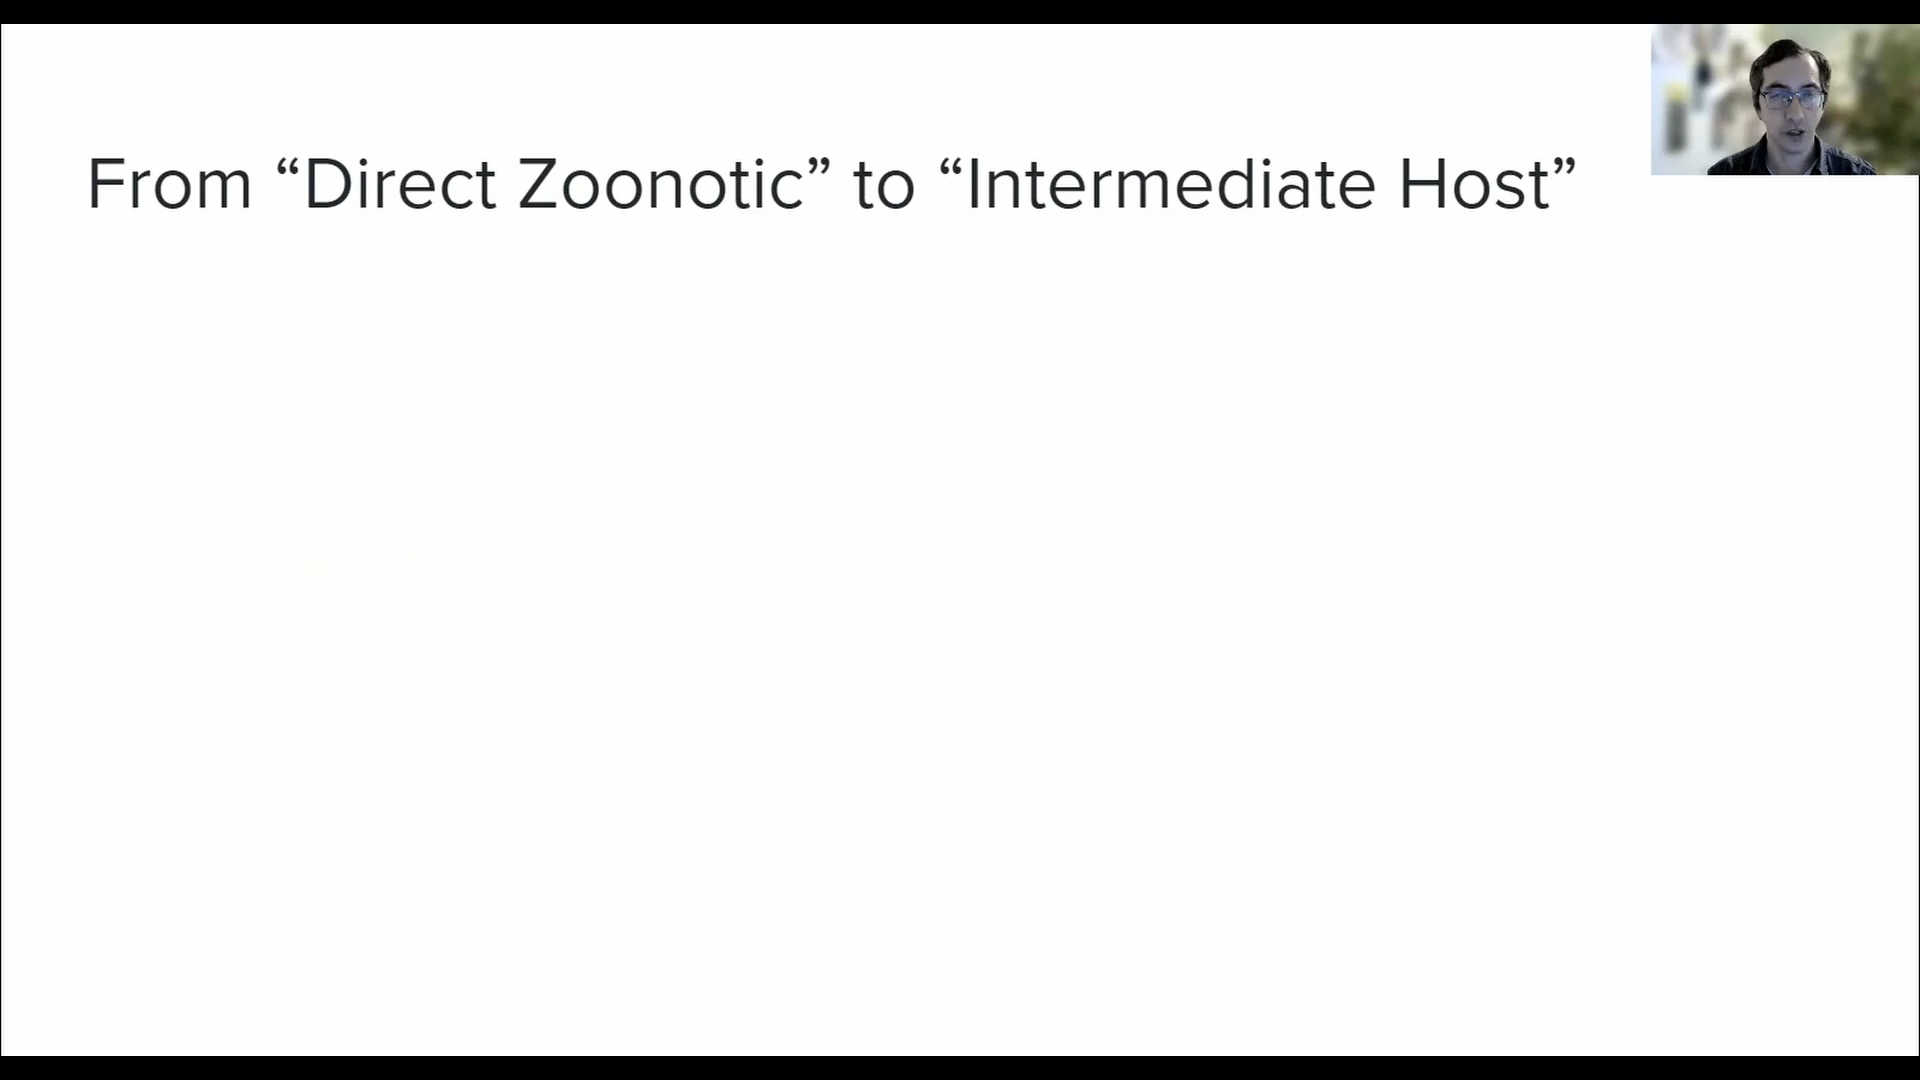 From “Direct Zoonotic” to “Intermediate Host”